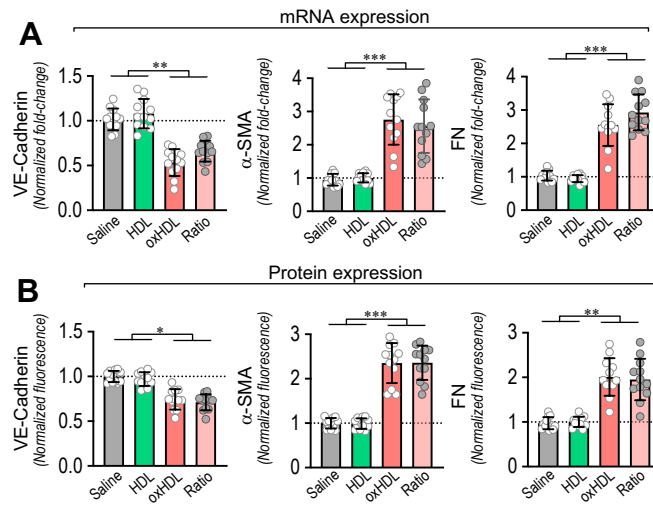 A
mRNA expression
VE-Cadherin
(Normalized fold-change)
1.5
1.0
0.5
0.0
**
Saline
HDL
oxHDL
Ratio
α-SMA
(Normalized fold-change)
4
3
2
1
0
***
Saline
HDL
oxHDL
Ratio
FN
(Normalized fold-change)
4
3
2
1
0
***
Saline
HDL
oxHDL
Ratio
B
Protein expression
VE-Cadherin
(Normalized fluorescence)
1.5
1.0
0.5
0.0
*
Saline
HDL
oxHDL
Ratio
α-SMA
(Normalized fluorescence)
3
2
1
0
***
Saline
HDL
oxHDL
Ratio
FN
(Normalized fluorescence)
3
2
1
0
**
Saline
HDL
oxHDL
Ratio